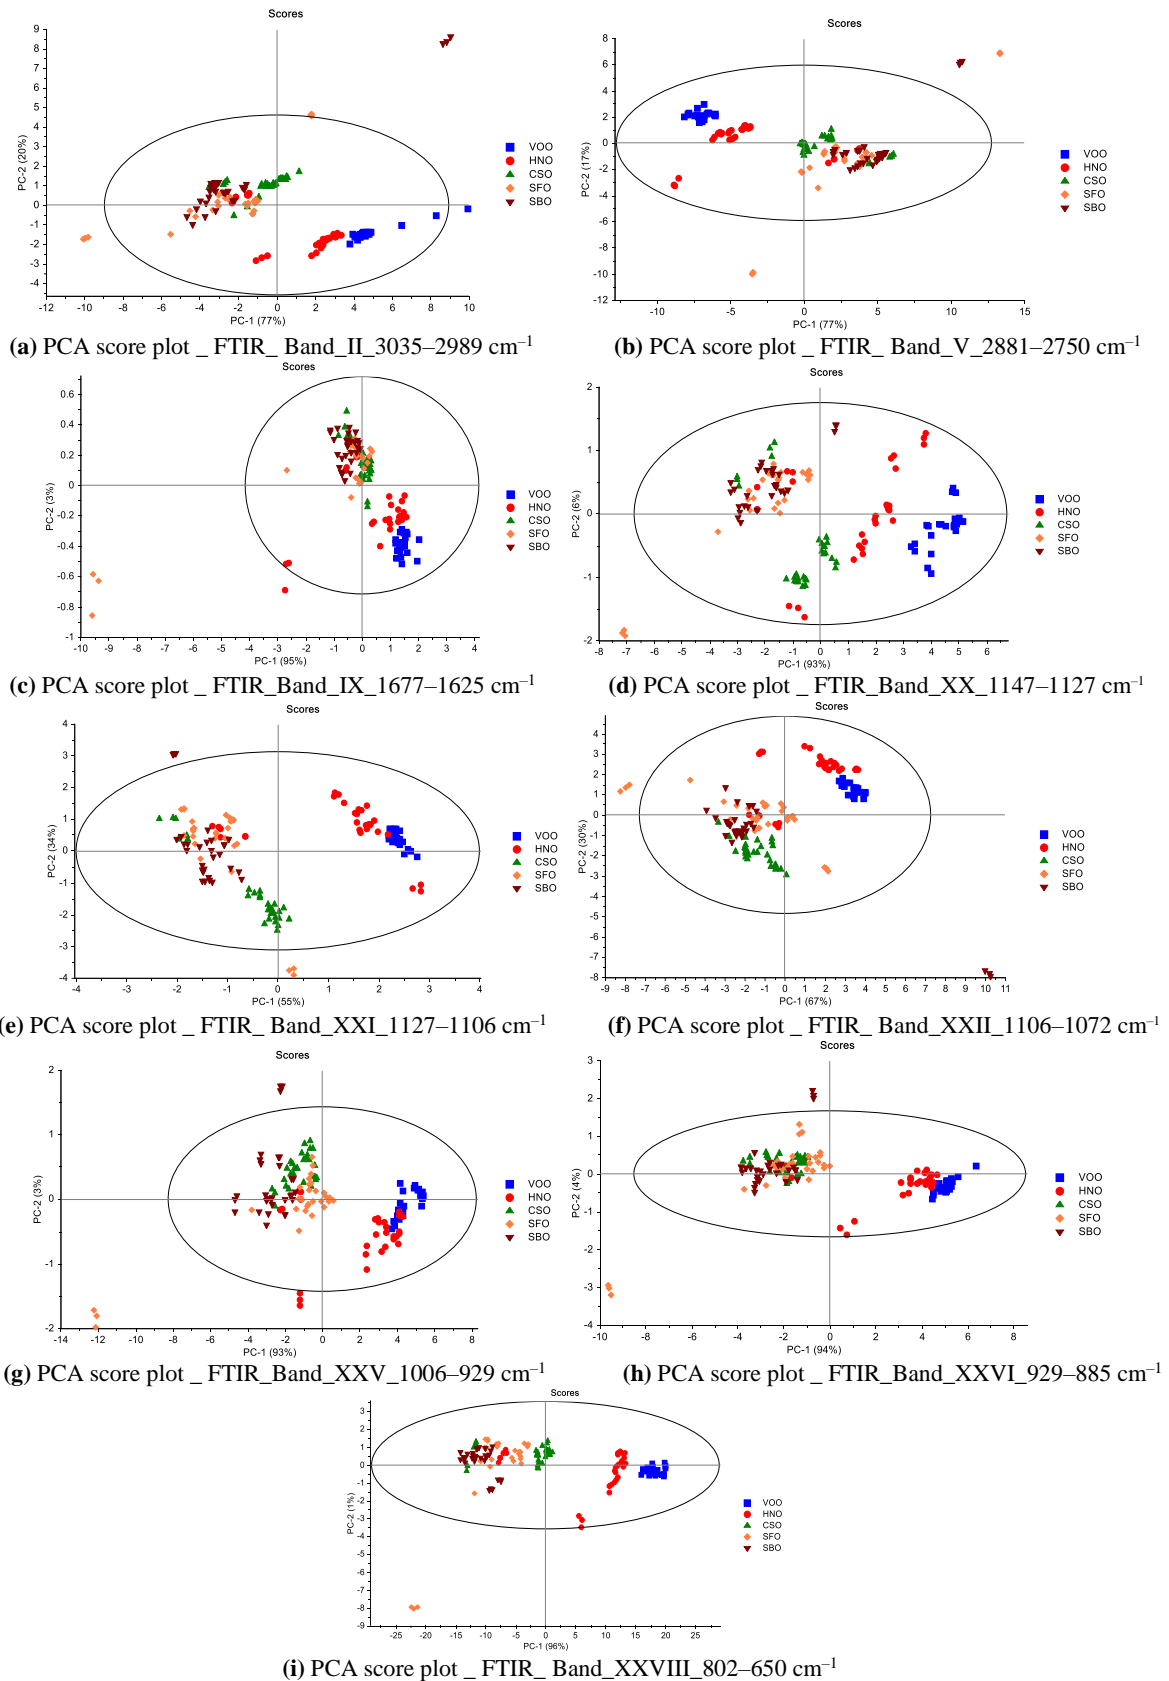 Scores
PC-2 (20%)
PC-1 (77%)
VOO
HNO
CSO
SFO
SBO
(a) PCA score plot _ FTIR_ Band_II_3035–2989 cm⁻¹
Scores
PC-2 (17%)
PC-1 (77%)
VOO
HNO
CSO
SFO
SBO
(b) PCA score plot _ FTIR_ Band_V_2881–2750 cm⁻¹
Scores
PC-2 (3%)
PC-1 (95%)
VOO
HNO
CSO
SFO
SBO
(c) PCA score plot _ FTIR_Band_IX_1677–1625 cm⁻¹
Scores
PC-2 (6%)
PC-1 (93%)
VOO
HNO
CSO
SFO
SBO
(d) PCA score plot _ FTIR_Band_XX_1147–1127 cm⁻¹
Scores
PC-2 (34%)
PC-1 (55%)
VOO
HNO
CSO
SFO
SBO
(e) PCA score plot _ FTIR_ Band_XXI_1127–1106 cm⁻¹
Scores
PC-2 (30%)
PC-1 (67%)
VOO
HNO
CSO
SFO
SBO
(f) PCA score plot _ FTIR_ Band_XXII_1106–1072 cm⁻¹
Scores
PC-2 (3%)
PC-1 (93%)
VOO
HNO
CSO
SFO
SBO
(g) PCA score plot _ FTIR_Band_XXV_1006–929 cm⁻¹
Scores
PC-2 (4%)
PC-1 (94%)
VOO
HNO
CSO
SFO
SBO
(h) PCA score plot _ FTIR_Band_XXVI_929–885 cm⁻¹
Scores
PC-2 (1%)
PC-1 (96%)
VOO
HNO
CSO
SFO
SBO
(i) PCA score plot _ FTIR_ Band_XXVIII_802–650 cm⁻¹